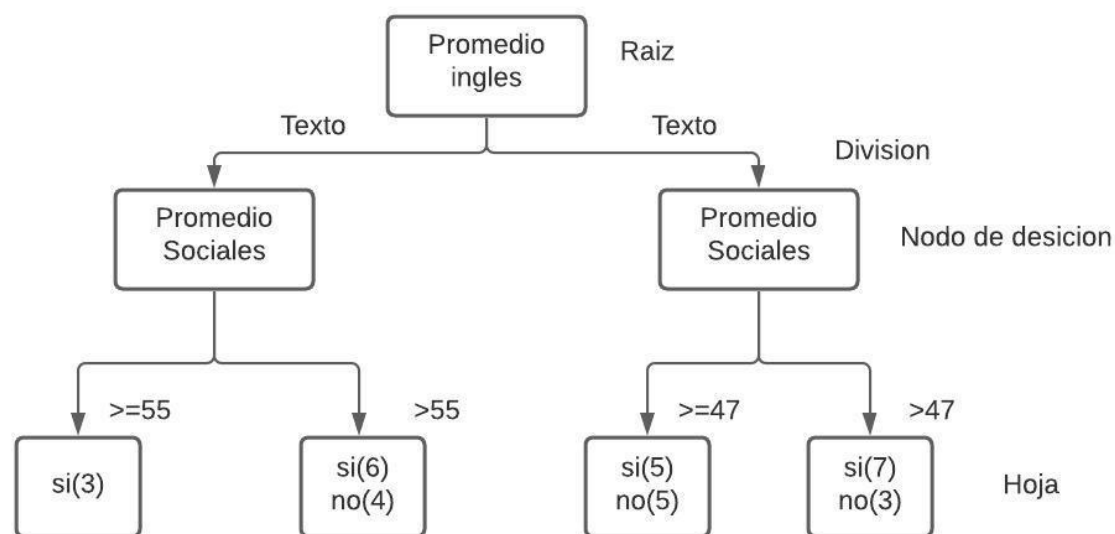 Promedio
ingles
Raiz
Texto
Texto
Division
Promedio
Sociales
Promedio
Sociales
Nodo de desicion
>=55
>55
>=47
>47
si(3)
si(6)
no(4)
si(5)
no(5)
si(7)
no(3)
Hoja